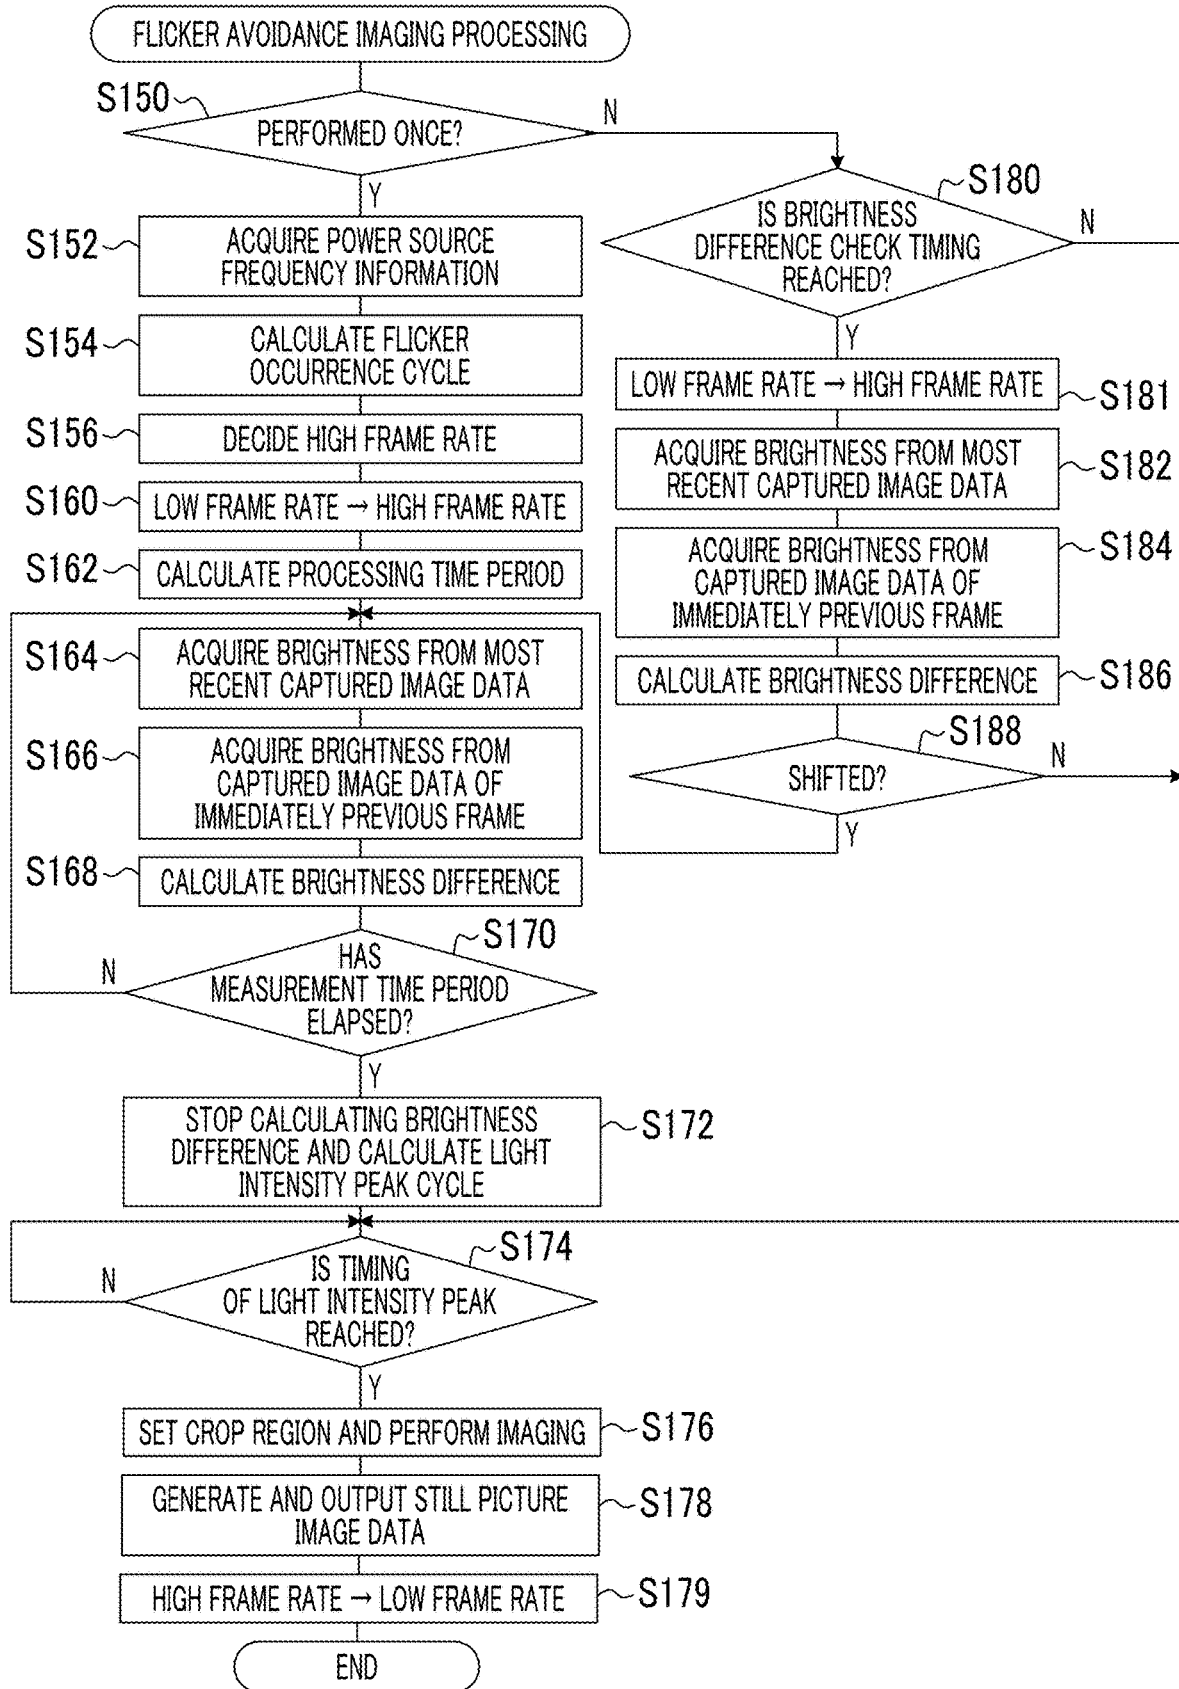 FLICKER AVOIDANCE IMAGING PROCESSING
S150
PERFORMED ONCE?
N
Y
S152
ACQUIRE POWER SOURCE
FREQUENCY INFORMATION
S154
CALCULATE FLICKER
OCCURRENCE CYCLE
S156
DECIDE HIGH FRAME RATE
S160
LOW FRAME RATE → HIGH FRAME RATE
S162
CALCULATE PROCESSING TIME PERIOD
S164
ACQUIRE BRIGHTNESS FROM MOST
RECENT CAPTURED IMAGE DATA
S166
ACQUIRE BRIGHTNESS FROM
CAPTURED IMAGE DATA OF
IMMEDIATELY PREVIOUS FRAME
S168
CALCULATE BRIGHTNESS DIFFERENCE
S170
N
HAS
MEASUREMENT TIME PERIOD
ELAPSED?
Y
STOP CALCULATING BRIGHTNESS
DIFFERENCE AND CALCULATE LIGHT
INTENSITY PEAK CYCLE
S172
S174
N
IS TIMING
OF LIGHT INTENSITY PEAK
REACHED?
Y
SET CROP REGION AND PERFORM IMAGING
S176
GENERATE AND OUTPUT STILL PICTURE
IMAGE DATA
S178
HIGH FRAME RATE → LOW FRAME RATE
S179
END
S180
IS BRIGHTNESS
DIFFERENCE CHECK TIMING
REACHED?
N
Y
LOW FRAME RATE → HIGH FRAME RATE
S181
ACQUIRE BRIGHTNESS FROM MOST
RECENT CAPTURED IMAGE DATA
S182
ACQUIRE BRIGHTNESS FROM
CAPTURED IMAGE DATA OF
IMMEDIATELY PREVIOUS FRAME
S184
CALCULATE BRIGHTNESS DIFFERENCE
S186
S188
SHIFTED?
N
Y